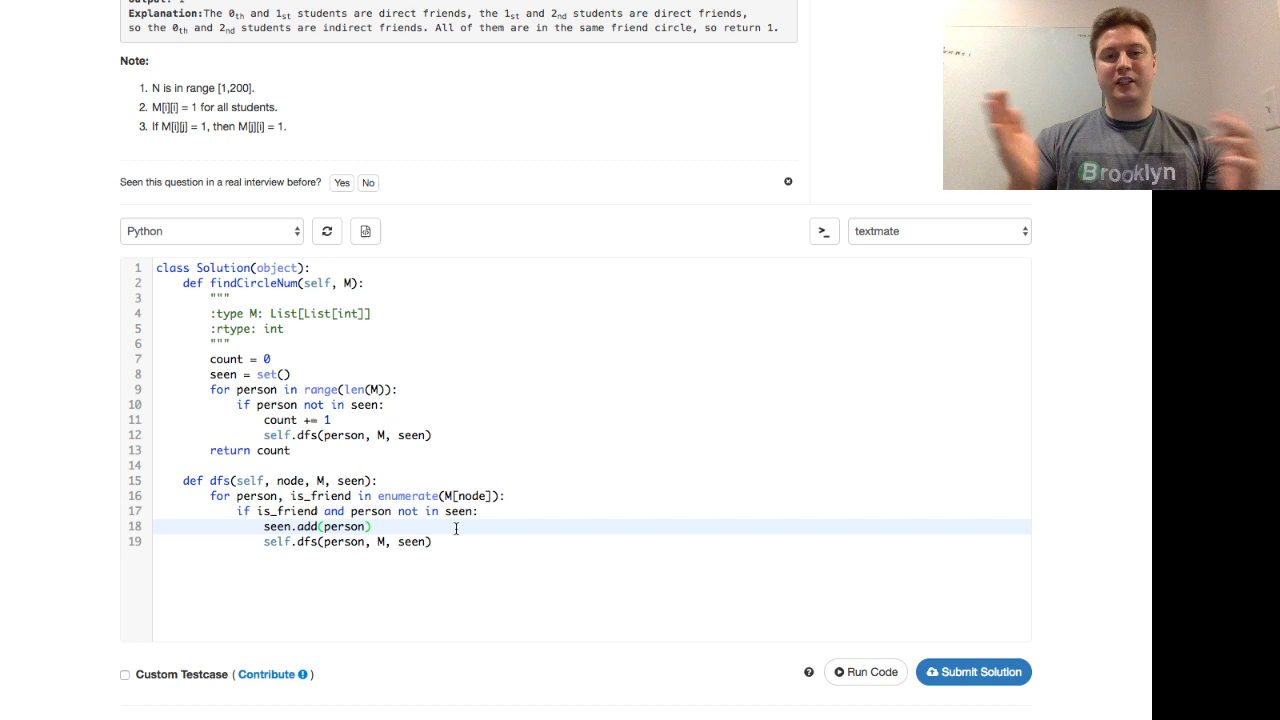 Explanation:The 0th and 1st students are direct friends, the 1st and 2nd students are direct friends,
so the 0th and 2nd students are indirect friends. All of them are in the same friend circle, so return 1.
Note:
1. N is in range [1,200].
2. M[i][i] = 1 for all students.
3. If M[i][j] = 1, then M[j][i] = 1.
Seen this question in a real interview before? Yes No
Brooklyn
Python
>_
textmate
1 class Solution(object):
2 def findCircleNum(self, M):
3 """
4 :type M: List[List[int]]
5 :rtype: int
6 """
7 count = 0
8 seen = set()
9 for person in range(len(M)):
10 if person not in seen:
11 count += 1
12 self.dfs(person, M, seen)
13 return count
14
15 def dfs(self, node, M, seen):
16 for person, is_friend in enumerate(M[node]):
17 if is_friend and person not in seen:
18 seen.add(person)
19 self.dfs(person, M, seen)
Custom Testcase ( Contribute )
Run Code
Submit Solution